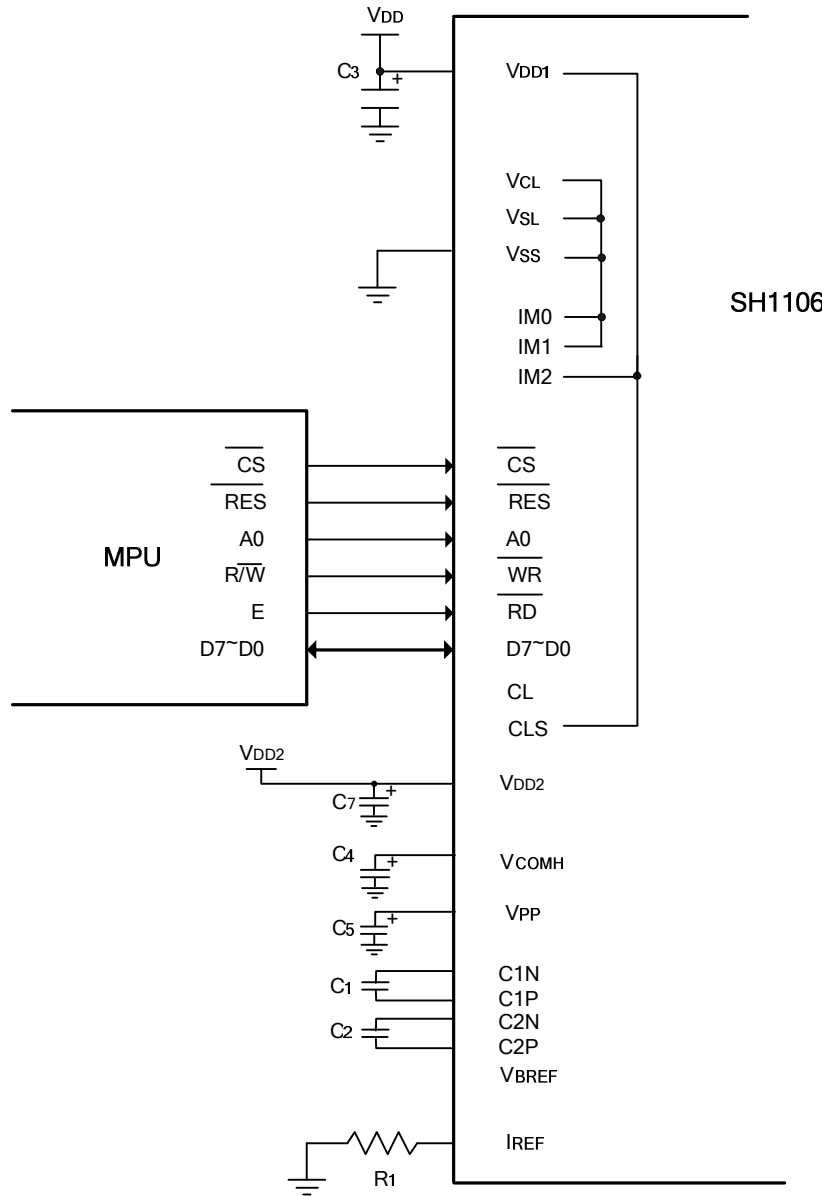 VDD
C3
+
VDD1
VCL
VSL
VSS
IM0
IM1
IM2
SH1106
MPU
CS
RES
A0
R/W
E
D7~D0
CS
RES
A0
WR
RD
D7~D0
CL
CLS
VDD2
C7
+
VDD2
C4
+
VCOMH
C5
+
VPP
C1
C1N
C1P
C2
C2N
C2P
VBREF
R1
IREF